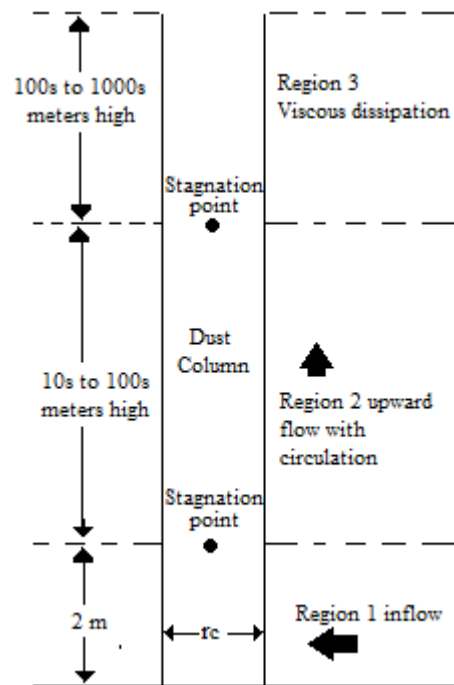 100s to 1000s
meters high
Region 3
Viscous dissipation
Stagnation
point
Dust
Column
10s to 100s
meters high
Region 2 upward
flow with
circulation
Stagnation
point
2 m
rc
Region 1 inflow